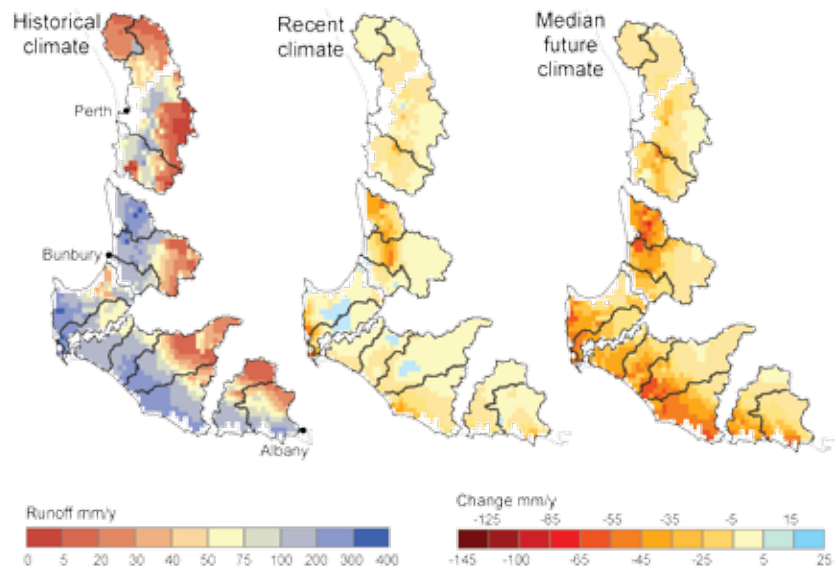 Historical
climate
Recent
climate
Median
future
climate
Perth
Bunbury
Albany
Runoff mm/y
0 5 20 30 40 50 75 100 200 300 400
Change mm/y
-125 -85 -55 -35 -5 15
-145 -100 -65 -45 -25 5 25